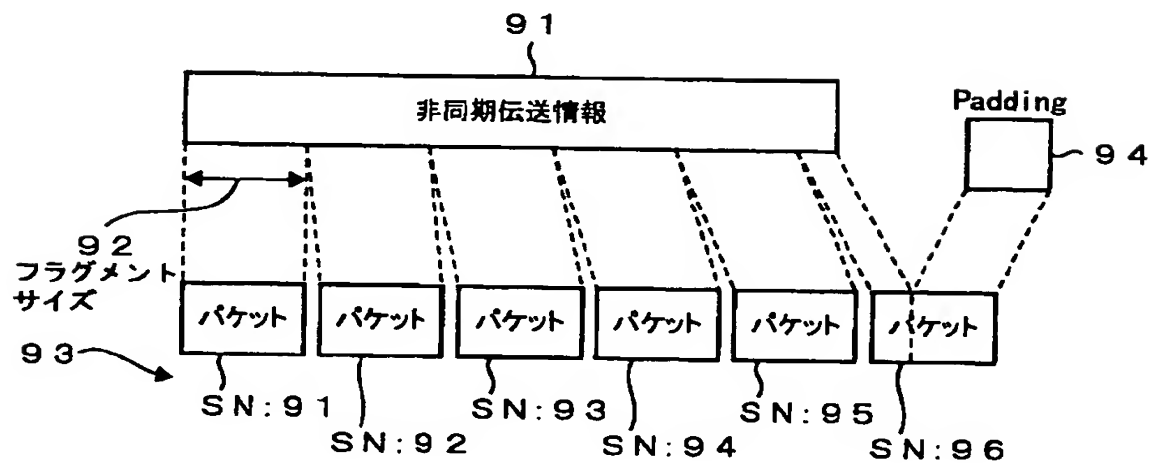 91
非同期伝送情報
Padding
94
92
フラグメント
サイズ
パケット パケット パケット パケット パケット パケット
93
SN:91
SN:92
SN:93
SN:94
SN:95
SN:96